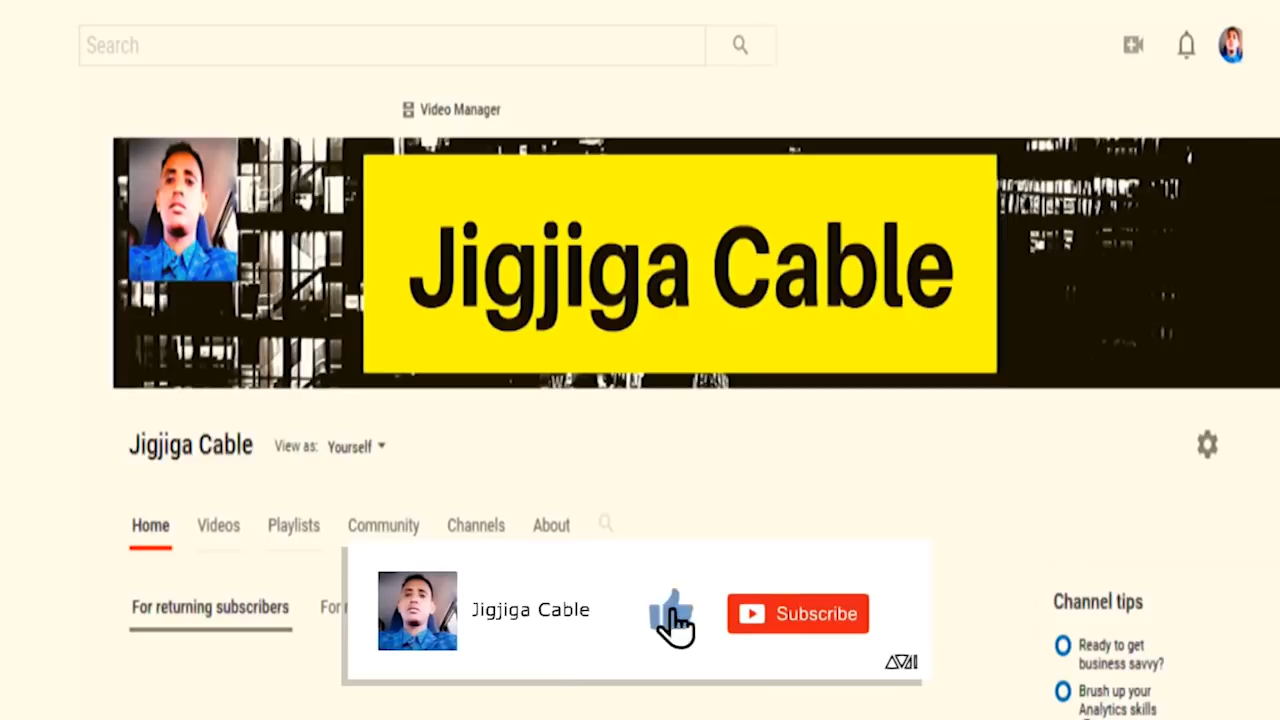 Search
Video Manager
Jigjiga Cable
Jigjiga Cable View as: Yourself
Home Videos Playlists Community Channels About
For returning subscribers For
Jigjiga Cable Subscribe
Channel tips
Ready to get
business savvy?
Brush up your
Analytics skills